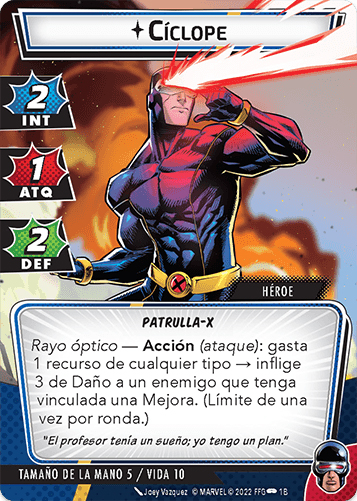 CÍCLOPE
2
INT
1
ATQ
2
DEF
HÉROE
PATRULLA-X
Rayo óptico — Acción (ataque): gasta
1 recurso de cualquier tipo → inflige
3 de Daño a un enemigo que tenga
vinculada una Mejora. (Límite de una
vez por ronda.)
"El profesor tenía un sueño; yo tengo un plan."
TAMAÑO DE LA MANO 5 / VIDA 10
Joey Vazquez © MARVEL © 2022 FFG 1B